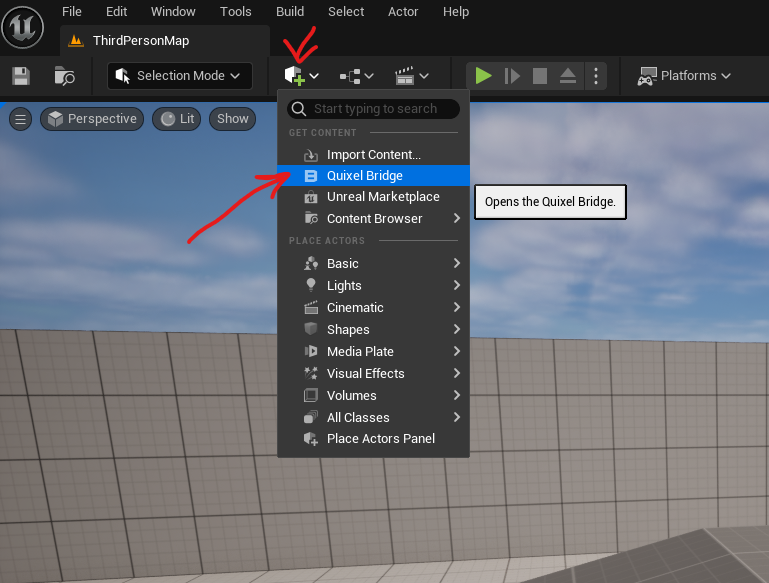 File Edit Window Tools Build Select Actor Help
ThirdPersonMap
Selection Mode
Platforms
Perspective Lit Show
Start typing to search
GET CONTENT
Import Content...
Quixel Bridge
Unreal Marketplace
Opens the Quixel Bridge.
Content Browser
PLACE ACTORS
Basic
Lights
Cinematic
Shapes
Media Plate
Visual Effects
Volumes
All Classes
Place Actors Panel